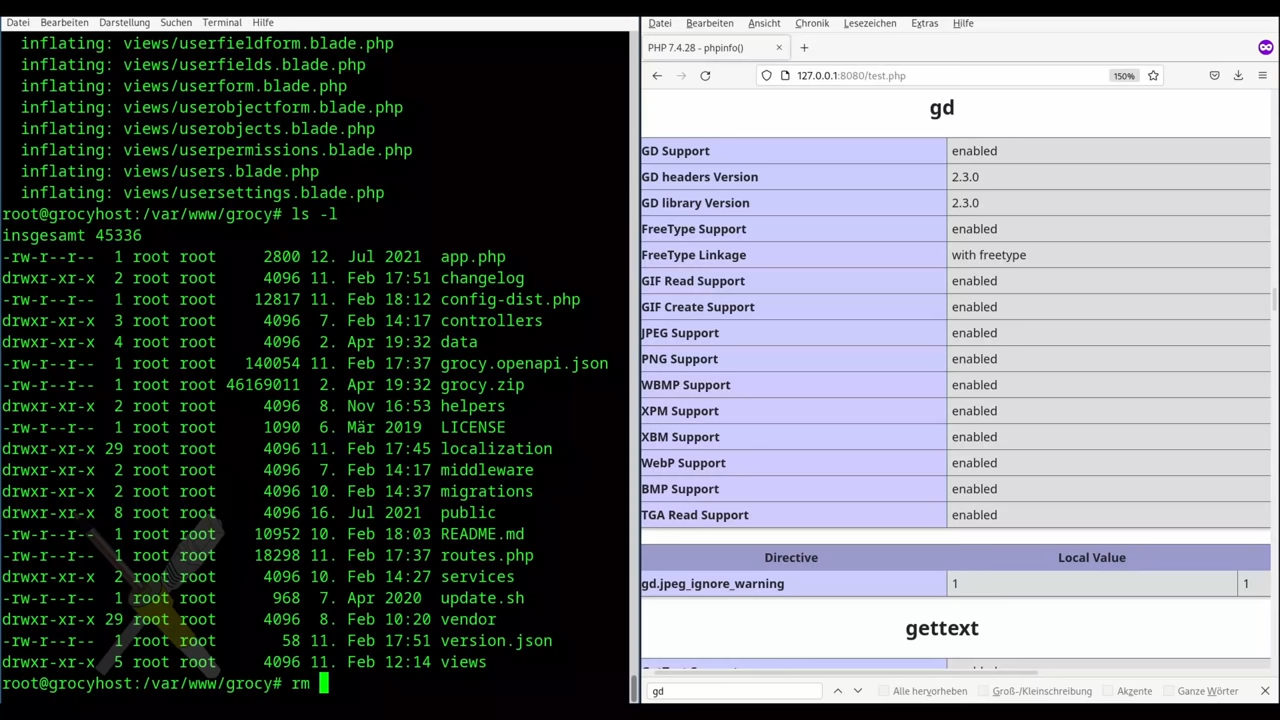 Datei Bearbeiten Darstellung Suchen Terminal Hilfe
inflating: views/userfieldform.blade.php
inflating: views/userfields.blade.php
inflating: views/userform.blade.php
inflating: views/userobjectform.blade.php
inflating: views/userobjects.blade.php
inflating: views/userpermissions.blade.php
inflating: views/users.blade.php
inflating: views/usersettings.blade.php
root@grocyhost:/var/www/grocy# ls -l
insgesamt 45336
-rw-r--r-- 1 root root 2800 12. Jul 2021 app.php
drwxr-xr-x 2 root root 4096 11. Feb 17:51 changelog
-rw-r--r-- 1 root root 12817 11. Feb 18:12 config-dist.php
drwxr-xr-x 3 root root 4096 7. Feb 14:17 controllers
drwxr-xr-x 4 root root 4096 2. Apr 19:32 data
-rw-r--r-- 1 root root 140054 11. Feb 17:37 grocy.openapi.json
-rw-r--r-- 1 root root 46169011 2. Apr 19:32 grocy.zip
drwxr-xr-x 2 root root 4096 8. Nov 16:53 helpers
-rw-r--r-- 1 root root 1090 6. Mär 2019 LICENSE
drwxr-xr-x 29 root root 4096 11. Feb 17:45 localization
drwxr-xr-x 2 root root 4096 7. Feb 14:17 middleware
drwxr-xr-x 2 root root 4096 10. Feb 14:37 migrations
drwxr-xr-x 8 root root 4096 16. Jul 2021 public
-rw-r--r-- 1 root root 10952 10. Feb 18:03 README.md
-rw-r--r-- 1 root root 18298 11. Feb 17:37 routes.php
drwxr-xr-x 2 root root 4096 10. Feb 14:27 services
-rw-r--r-- 1 root root 968 7. Apr 2020 update.sh
drwxr-xr-x 29 root root 4096 8. Feb 10:20 vendor
-rw-r--r-- 1 root root 58 11. Feb 17:51 version.json
drwxr-xr-x 5 root root 4096 11. Feb 12:14 views
root@grocyhost:/var/www/grocy# rm
Datei Bearbeiten Ansicht Chronik Lesezeichen Extras Hilfe
PHP 7.4.28 - phpinfo()
127.0.0.1:8080/test.php 150%
gd
GD Support enabled
GD headers Version 2.3.0
GD library Version 2.3.0
FreeType Support enabled
FreeType Linkage with freetype
GIF Read Support enabled
GIF Create Support enabled
JPEG Support enabled
PNG Support enabled
WBMP Support enabled
XPM Support enabled
XBM Support enabled
WebP Support enabled
BMP Support enabled
TGA Read Support enabled
Directive Local Value
gd.jpeg_ignore_warning 1 1
gettext
gd Alle hervorheben Groß-/Kleinschreibung Akzente Ganze Wörter